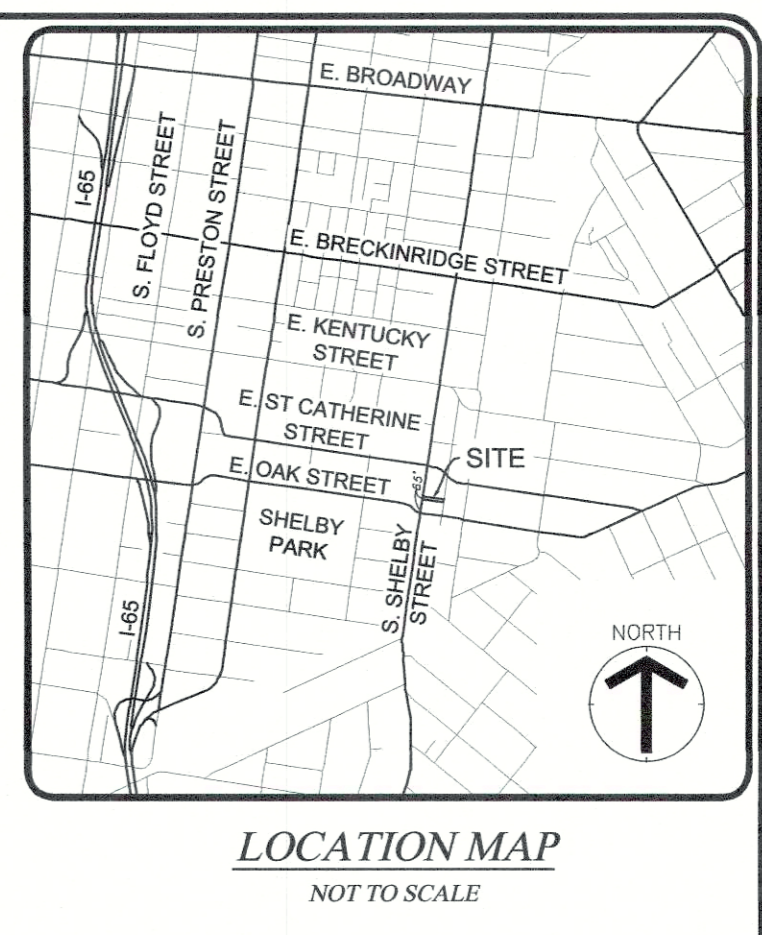 E. BROADWAY
I-65
S. FLOYD STREET
S. PRESTON STREET
E. BRECKINRIDGE STREET
E. KENTUCKY
STREET
E. ST CATHERINE
STREET
SITE
E. OAK STREET
65'
SHELBY
PARK
S. SHELBY
STREET
I-65
NORTH
LOCATION MAP
NOT TO SCALE